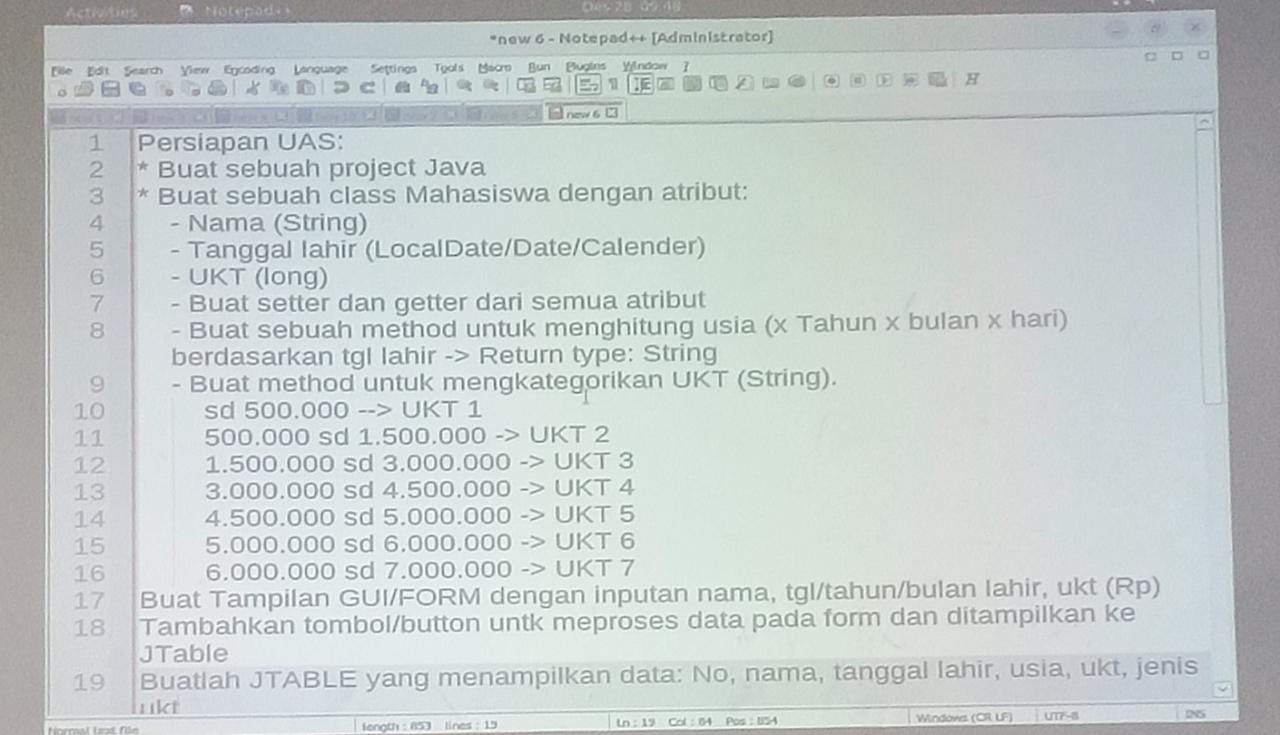 Activities Notepad++ Des 28 09:48
*new 6 - Notepad++ [Administrator]
File Edit Search View Encoding Language Settings Tools Macro Run Plugins Window ?
new 6
1 Persiapan UAS:
2 * Buat sebuah project Java
3 * Buat sebuah class Mahasiswa dengan atribut:
4 - Nama (String)
5 - Tanggal lahir (LocalDate/Date/Calender)
6 - UKT (long)
7 - Buat setter dan getter dari semua atribut
8 - Buat sebuah method untuk menghitung usia (x Tahun x bulan x hari)
berdasarkan tgl lahir -> Return type: String
9 - Buat method untuk mengkategorikan UKT (String).
10 sd 500.000 --> UKT 1
11 500.000 sd 1.500.000 -> UKT 2
12 1.500.000 sd 3.000.000 -> UKT 3
13 3.000.000 sd 4.500.000 -> UKT 4
14 4.500.000 sd 5.000.000 -> UKT 5
15 5.000.000 sd 6.000.000 -> UKT 6
16 6.000.000 sd 7.000.000 -> UKT 7
17 Buat Tampilan GUI/FORM dengan inputan nama, tgl/tahun/bulan lahir, ukt (Rp)
18 Tambahkan tombol/button untk meproses data pada form dan ditampilkan ke
JTable
19 Buatlah JTABLE yang menampilkan data: No, nama, tanggal lahir, usia, ukt, jenis
ukt
Normal text file length : 853 lines : 19 Ln : 19 Col : 84 Pos : 854 Windows (CR LF) UTF-8 INS